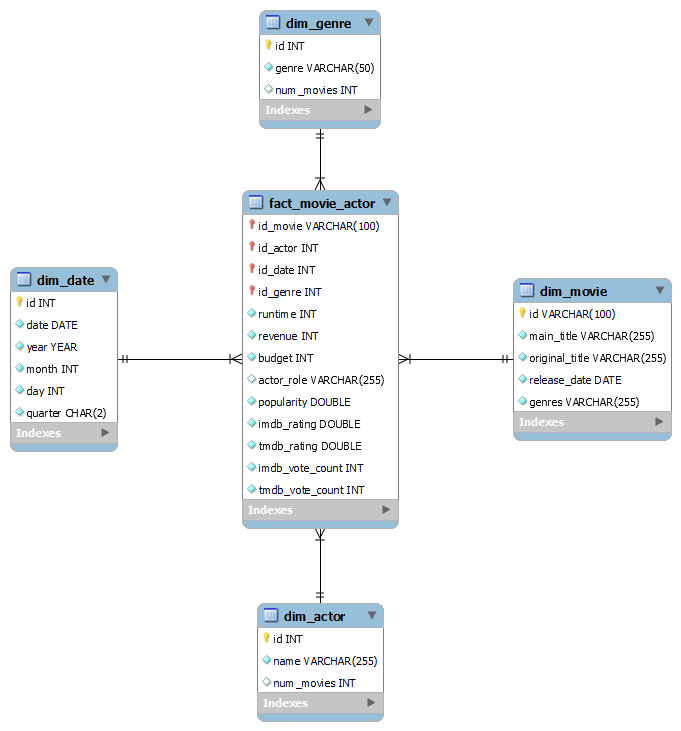 dim_genre
id INT
genre VARCHAR(50)
num_movies INT
Indexes
fact_movie_actor
id_movie VARCHAR(100)
id_actor INT
id_date INT
id_genre INT
runtime INT
revenue INT
budget INT
actor_role VARCHAR(255)
popularity DOUBLE
imdb_rating DOUBLE
tmdb_rating DOUBLE
imdb_vote_count INT
tmdb_vote_count INT
Indexes
dim_date
id INT
date DATE
year YEAR
month INT
day INT
quarter CHAR(2)
Indexes
dim_movie
id VARCHAR(100)
main_title VARCHAR(255)
original_title VARCHAR(255)
release_date DATE
genres VARCHAR(255)
Indexes
dim_actor
id INT
name VARCHAR(255)
num_movies INT
Indexes